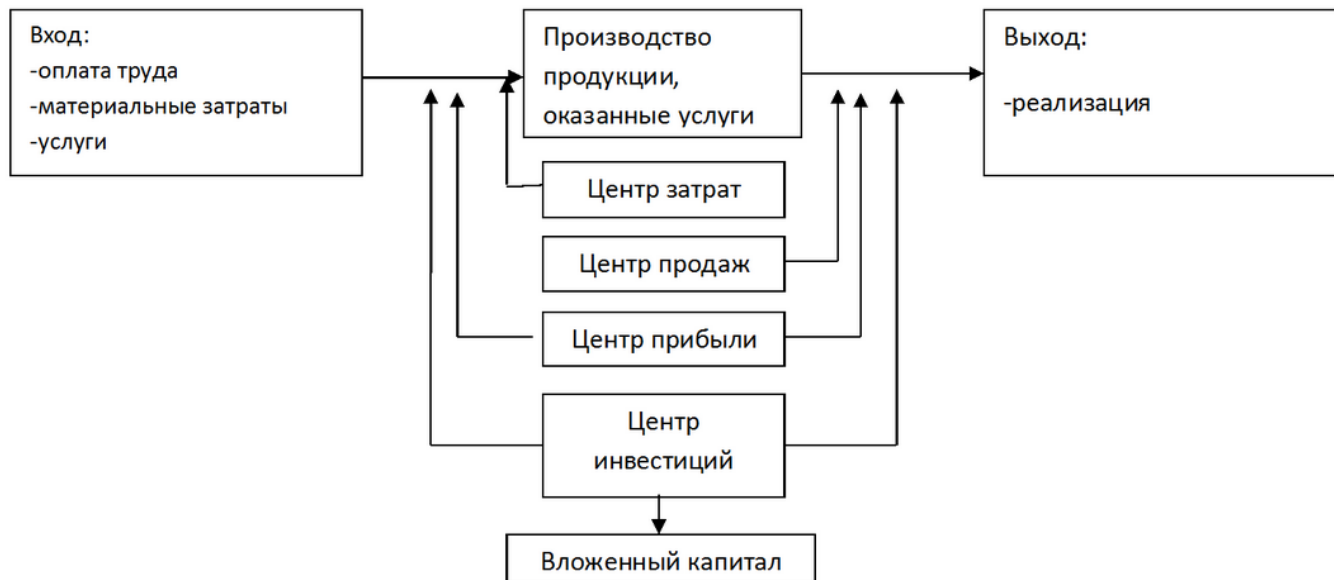 Вход:
-оплата труда
-материальные затраты
-услуги
Производство
продукции,
оказанные услуги
Выход:
-реализация
Центр затрат
Центр продаж
Центр прибыли
Центр
инвестиций
Вложенный капитал